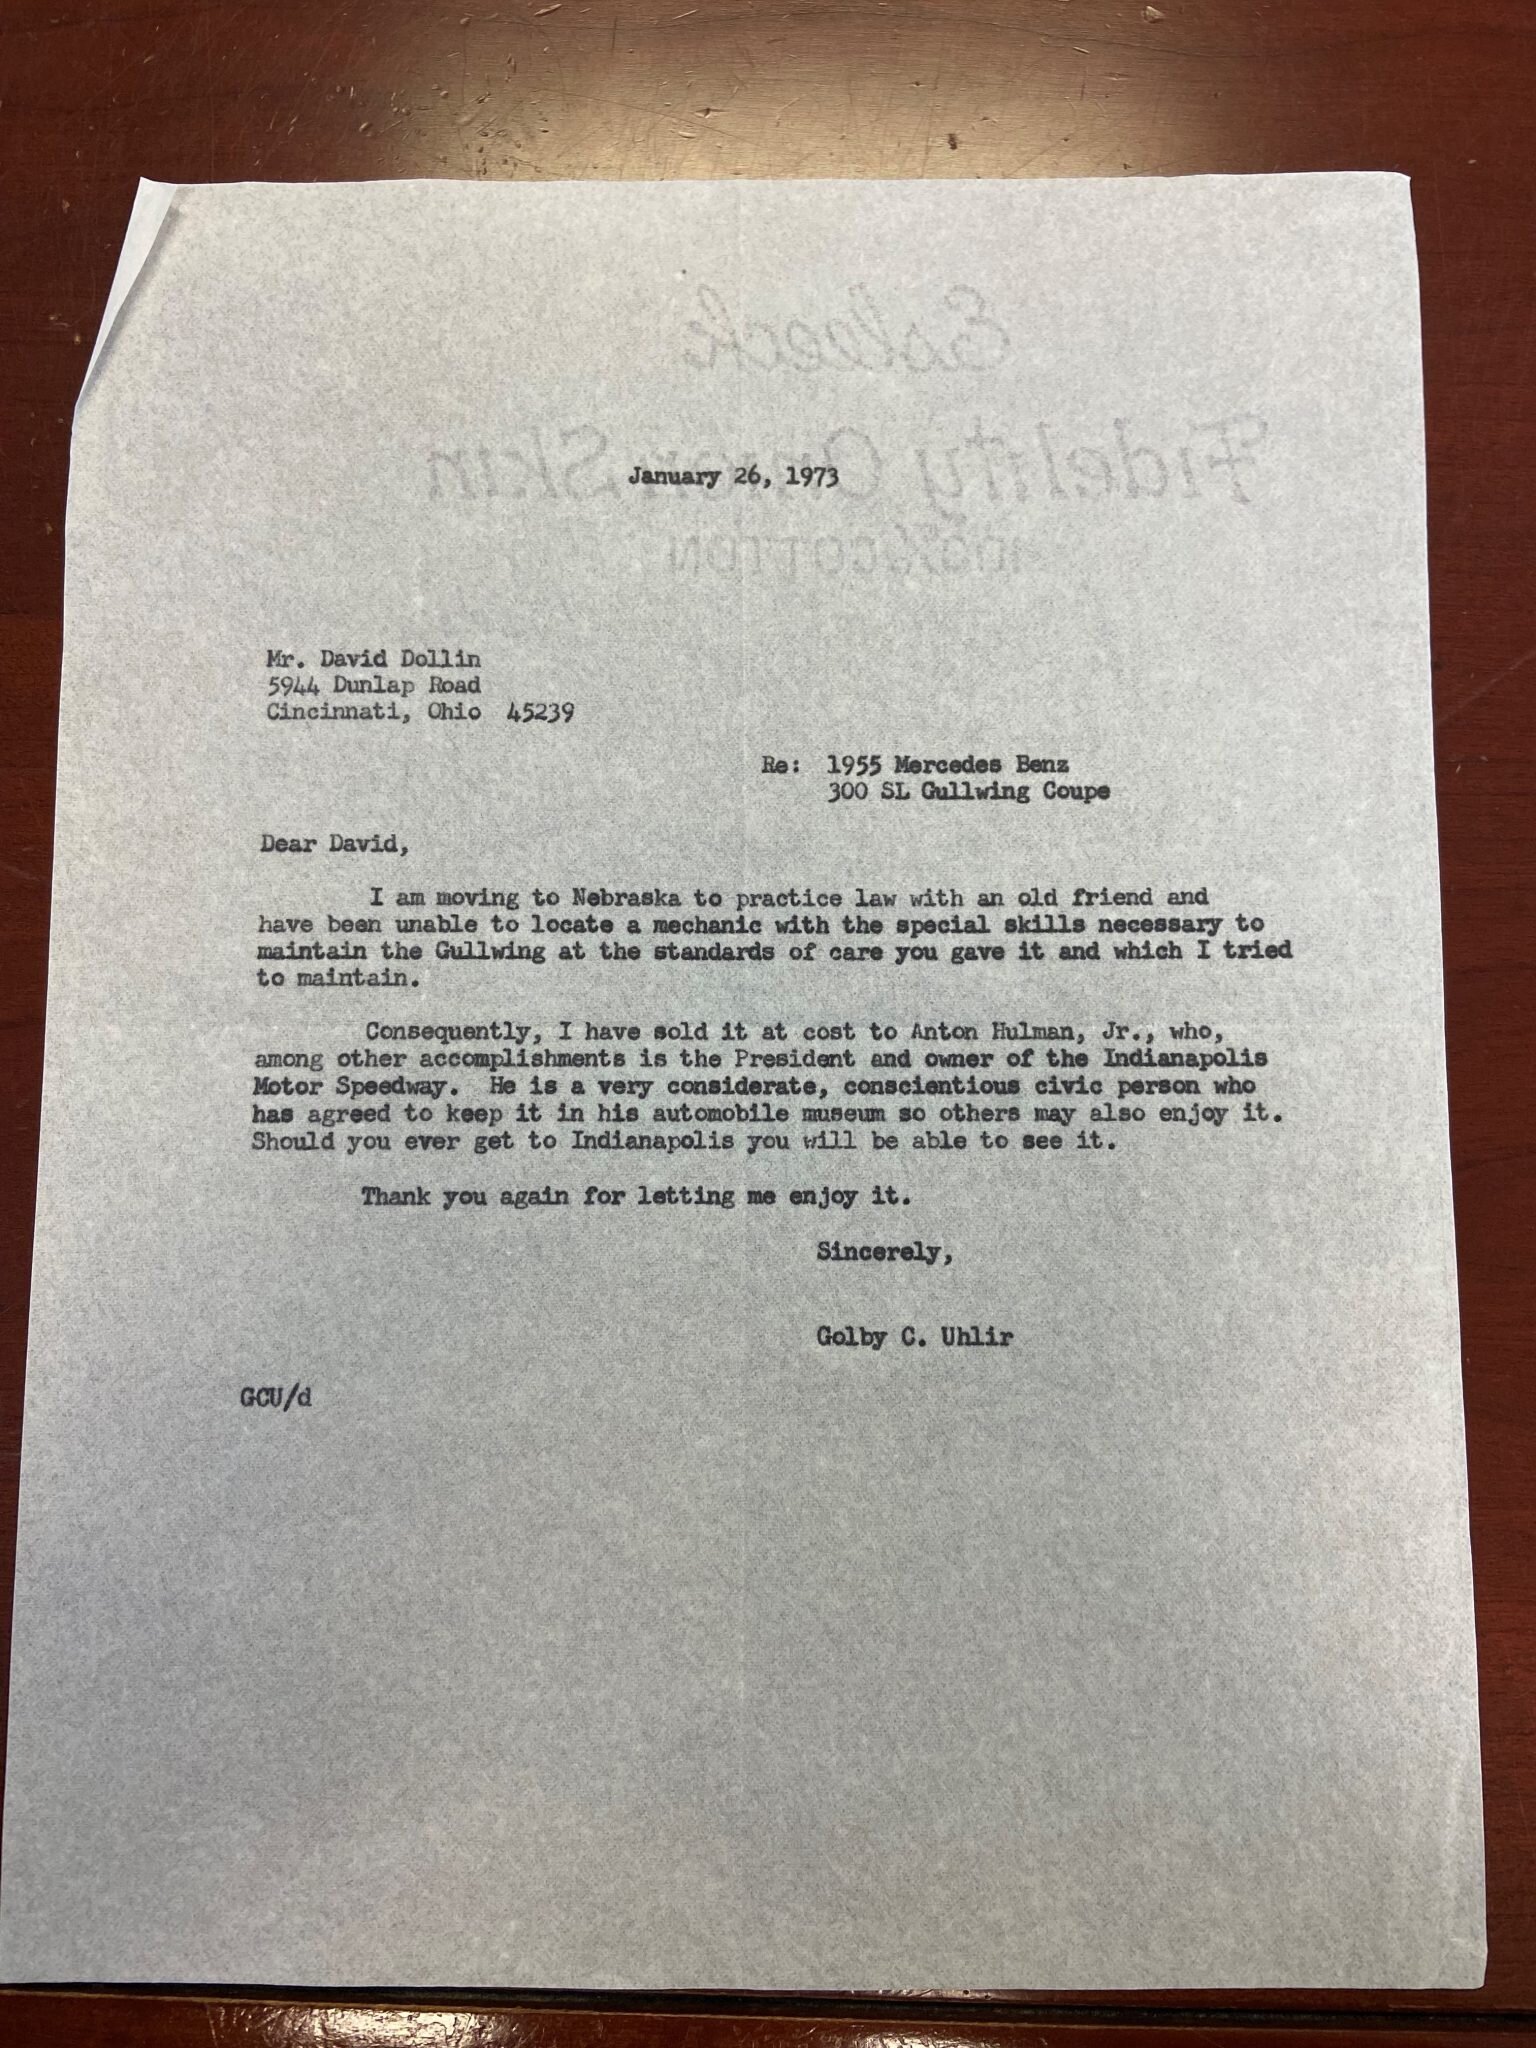 Esleeck
Fidelity Onion Skin
100% COTTON
January 26, 1973
Mr. David Dollin
5944 Dunlap Road
Cincinnati, Ohio 45239
Re: 1955 Mercedes Benz
300 SL Gullwing Coupe
Dear David,
I am moving to Nebraska to practice law with an old friend and
have been unable to locate a mechanic with the special skills necessary to
maintain the Gullwing at the standards of care you gave it and which I tried
to maintain.
Consequently, I have sold it at cost to Anton Hulman, Jr., who,
among other accomplishments is the President and owner of the Indianapolis
Motor Speedway. He is a very considerate, conscientious civic person who
has agreed to keep it in his automobile museum so others may also enjoy it.
Should you ever get to Indianapolis you will be able to see it.
Thank you again for letting me enjoy it.
Sincerely,
Golby C. Uhlir
GCU/d